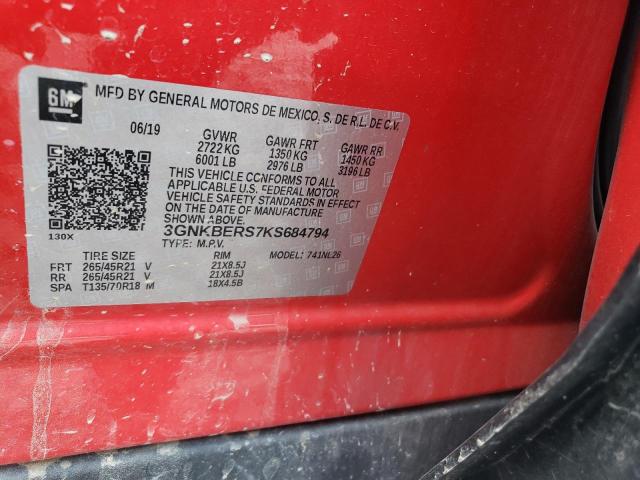 GM MFD BY GENERAL MOTORS DE MEXICO, S. DE R.L. DE C.V.
06/19 GVWR GAWR FRT GAWR RR
2722 KG 1350 KG 1450 KG
6001 LB 2976 LB 3196 LB
THIS VEHICLE CONFORMS TO ALL
APPLICABLE U.S. FEDERAL MOTOR
VEHICLE SAFETY STANDARDS IN EFFECT
ON THE DATE OF MANUFACTURE
SHOWN ABOVE.
3GNKBERS7KS684794
130X TYPE: M.P.V. MODEL: 741NL26
TIRE SIZE RIM
FRT 265/45R21 V 21X8.5J
RR 265/45R21 V 21X8.5J
SPA T135/70R18 M 18X4.5B